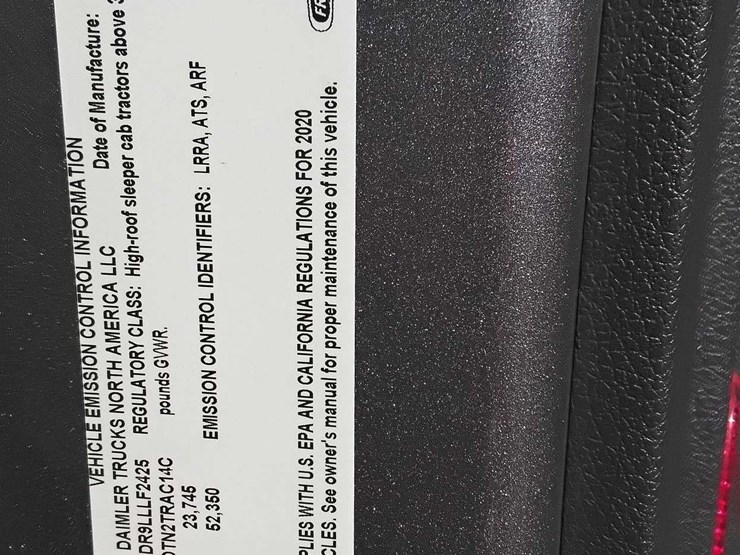 VEHICLE EMISSION CONTROL INFORMATION
DAIMLER TRUCKS NORTH AMERICA LLC Date of Manufacture:
DR9LLLF2425 REGULATORY CLASS: High-roof sleeper cab tractors above
DTN2TRAC14C pounds GVWR.
23,745
52,350 EMISSION CONTROL IDENTIFIERS: LRRA, ATS, ARF
PLIES WITH U.S. EPA AND CALIFORNIA REGULATIONS FOR 2020
CLES. See owner's manual for proper maintenance of this vehicle.
FR